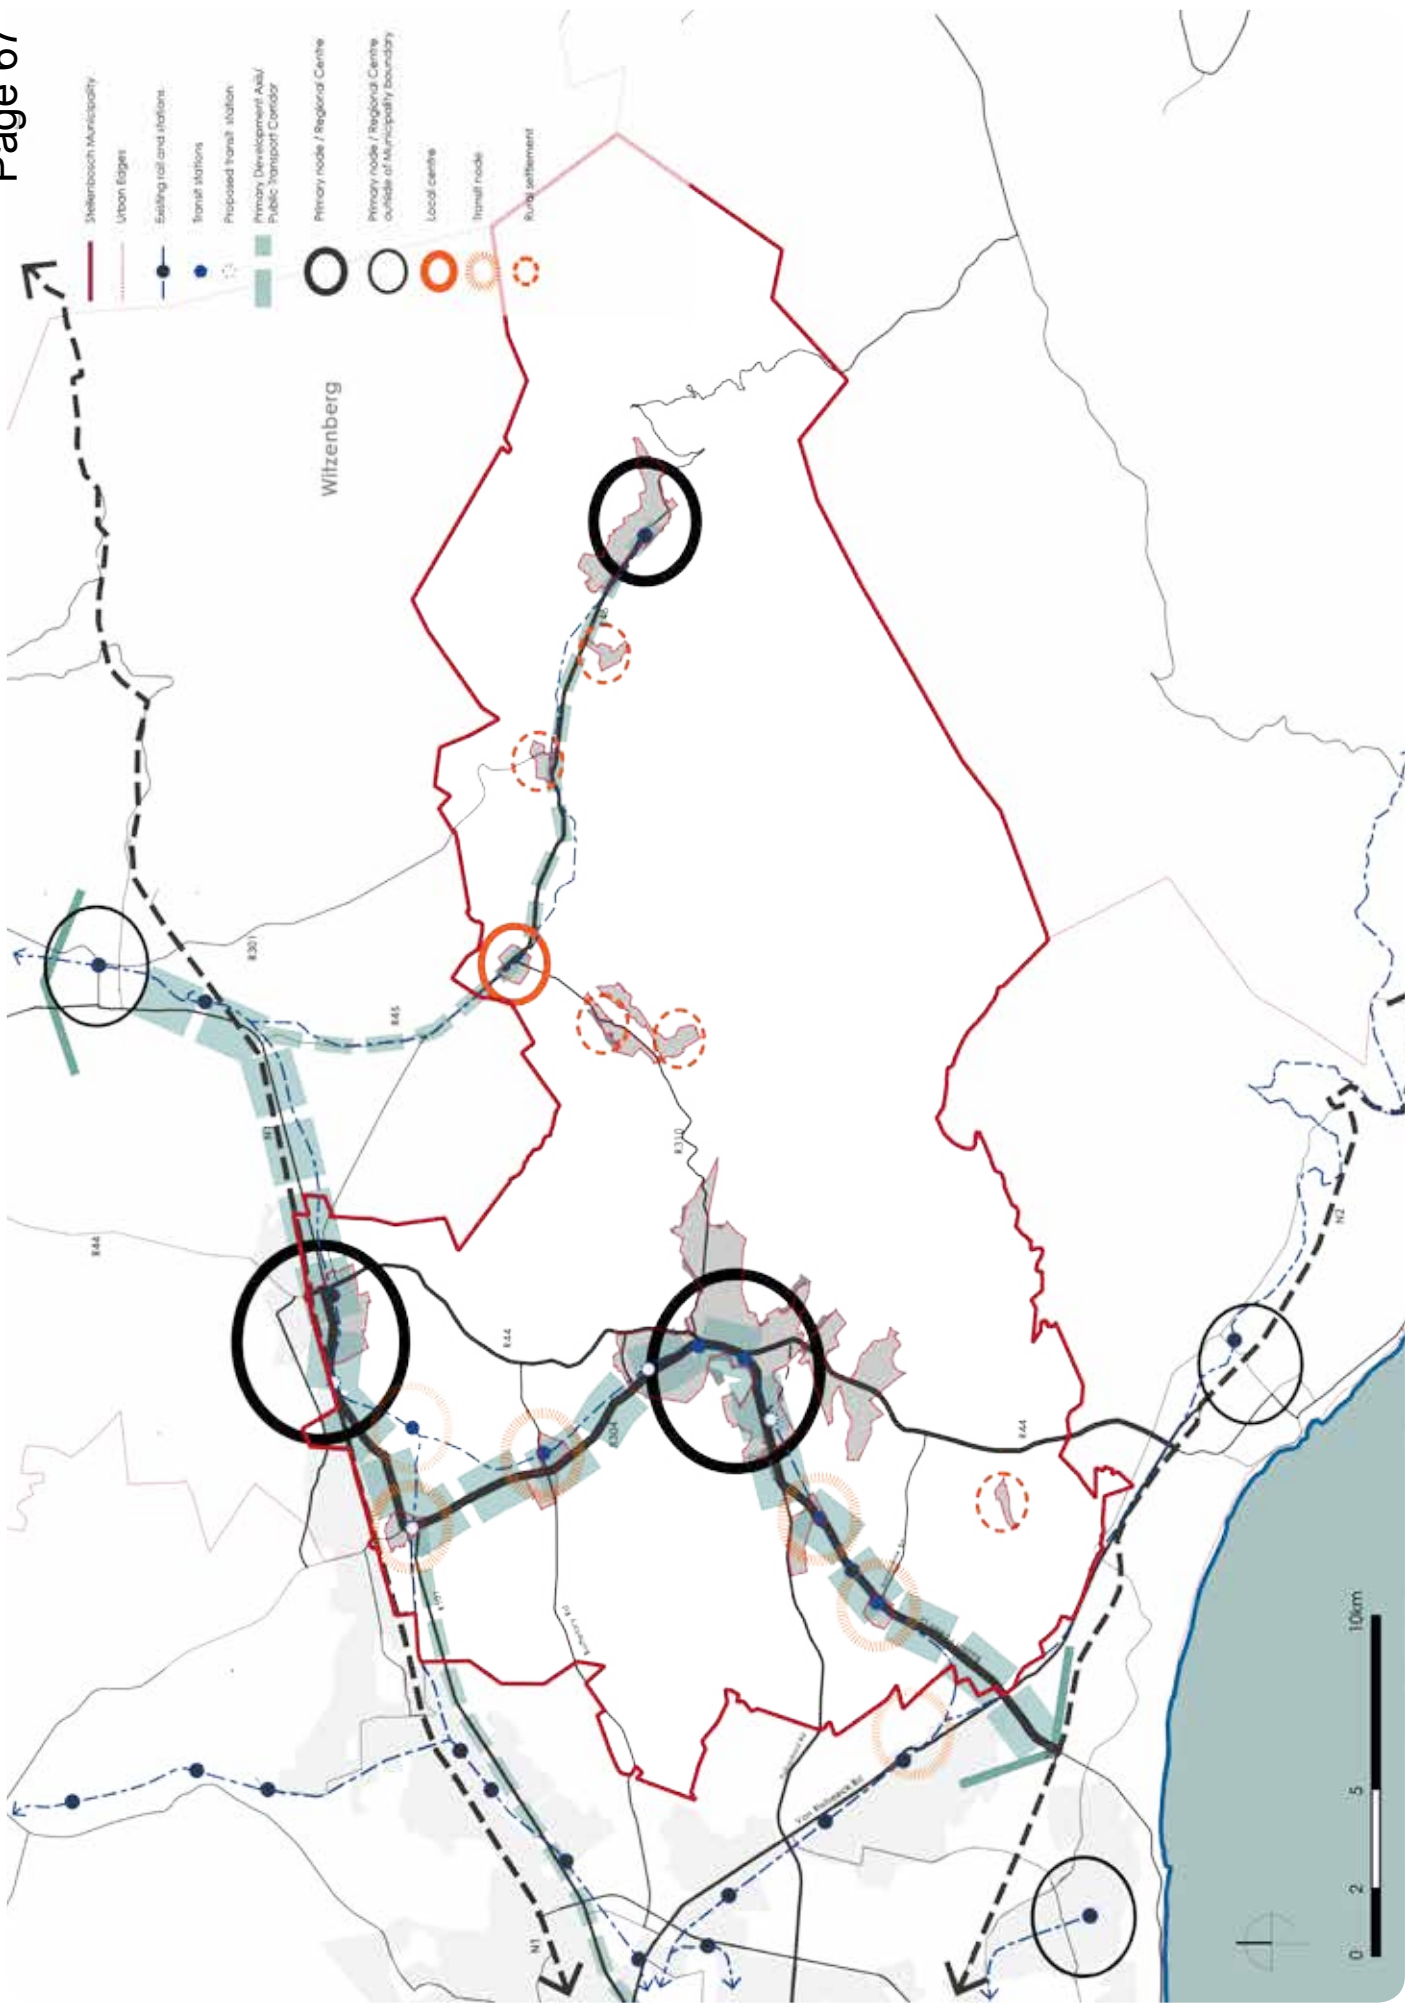 Page 67
Stellenbosch Municipality
Urban Edges
Existing rail and stations
Transit stations
Proposed transit station
Primary Development Axis/
Public Transport Corridor
Primary node / Regional Centre
Primary node / Regional Centre
outside of Municipality boundary
Local centre
Transit node
Rural settlement
Witzenberg
R301
R45
N1
R44
R44
R310
R304
R44
N2
Van Riebeeck Rd
N1
0
2
5
10km